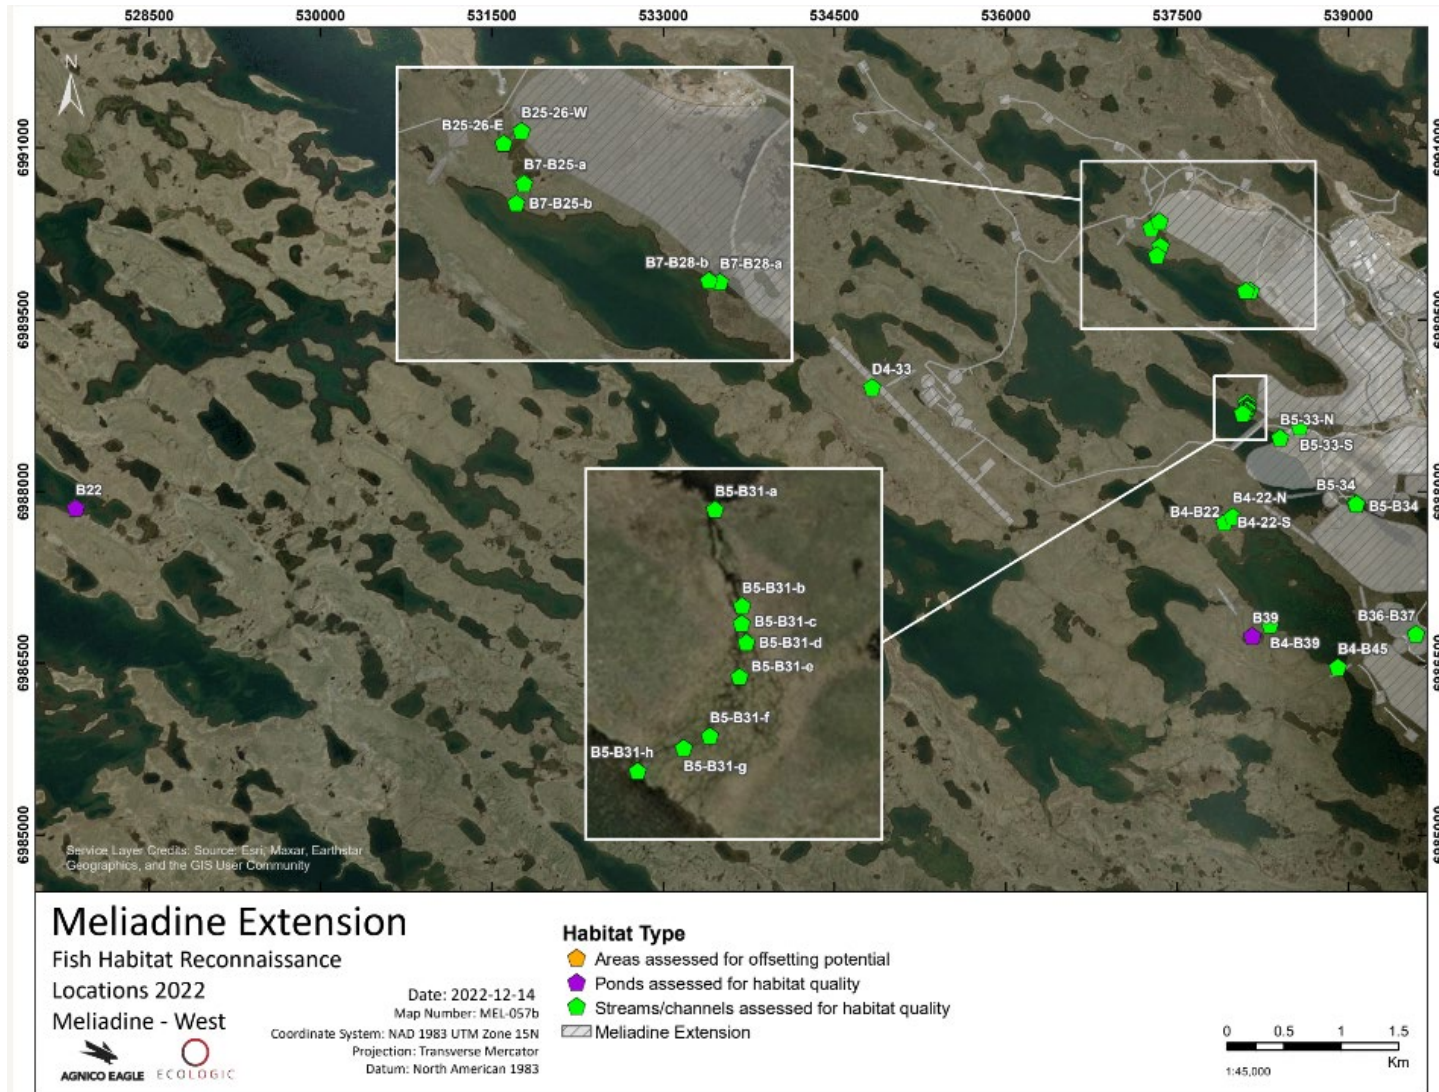 528500 530000 531500 533000 534500 536000 537500 539000
N
6991000
6991000
B25-26-W
B25-26-E
B7-B25-a
B7-B25-b
B7-B28-b B7-B28-a
6989500
6989500
D4-33
B5-33-N
B5-33-S
B22
6988000
6988000
B5-34
B5-B34
B4-22-N
B4-B22
B4-22-S
B5-B31-a
B5-B31-b
B5-B31-c
B5-B31-d
B5-B31-e
B5-B31-f
B5-B31-g
B5-B31-h
B39
B4-B39
B36-B37
B4-B45
6986500
6986500
6985000
6985000
Service Layer Credits: Source: Esri, Maxar, Earthstar
Geographics, and the GIS User Community
Meliadine Extension
Fish Habitat Reconnaissance
Locations 2022
Meliadine - West
AGNICO EAGLE
ECOLOGIC
Date: 2022-12-14
Map Number: MEL-057b
Coordinate System: NAD 1983 UTM Zone 15N
Projection: Transverse Mercator
Datum: North American 1983
Habitat Type
Areas assessed for offsetting potential
Ponds assessed for habitat quality
Streams/channels assessed for habitat quality
Meliadine Extension
0 0.5 1 1.5
Km
1:45,000